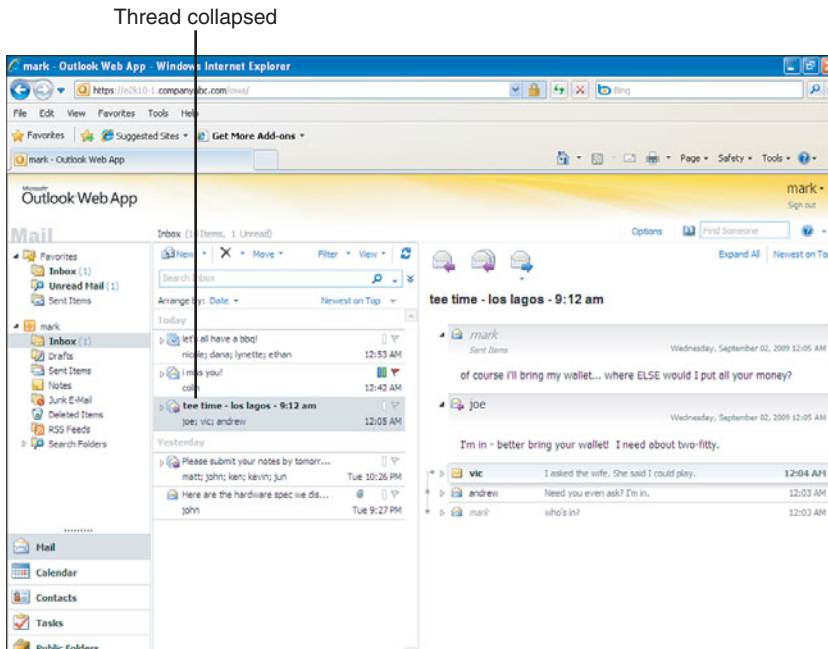 Thread collapsed
mark - Outlook Web App - Windows Internet Explorer
https://e2k10-1.companyabc.com/owa/
Bing
File Edit View Favorites Tools Help
Favorites Suggested Sites Get More Add-ons
mark - Outlook Web App
Page Safety Tools
Microsoft
Outlook Web App
mark
Sign out
Mail
Inbox ( Items, 1 Unread)
Options Find Someone
Favorites
Inbox (1)
Unread Mail (1)
Sent Items
mark
Inbox (1)
Drafts
Sent Items
Notes
Junk E-Mail
Deleted Items
RSS Feeds
Search Folders
Mail
Calendar
Contacts
Tasks
Public Folders
New Move Filter View
Search Inbox
Arrange by: Date Newest on Top
Today
let's all have a bbq!
nicole; dana; lynette; ethan 12:53 AM
i miss you!
colin 12:42 AM
tee time - los lagos - 9:12 am
joe; vic; andrew 12:05 AM
Yesterday
Please submit your notes by tomorr...
matt; john; ken; kevin; jun Tue 10:26 PM
Here are the hardware spec we dis...
john Tue 9:27 PM
Expand All Newest on To
tee time - los lagos - 9:12 am
mark
Sent Items Wednesday, September 02, 2009 12:05 AM
of course i'll bring my wallet... where ELSE would I put all your money?
joe
Wednesday, September 02, 2009 12:05 AM
I'm in - better bring your wallet! I need about two-fitty.
vic I asked the wife. She said I could play. 12:04 AM
andrew Need you even ask? I'm in. 12:03 AM
mark who's in? 12:03 AM